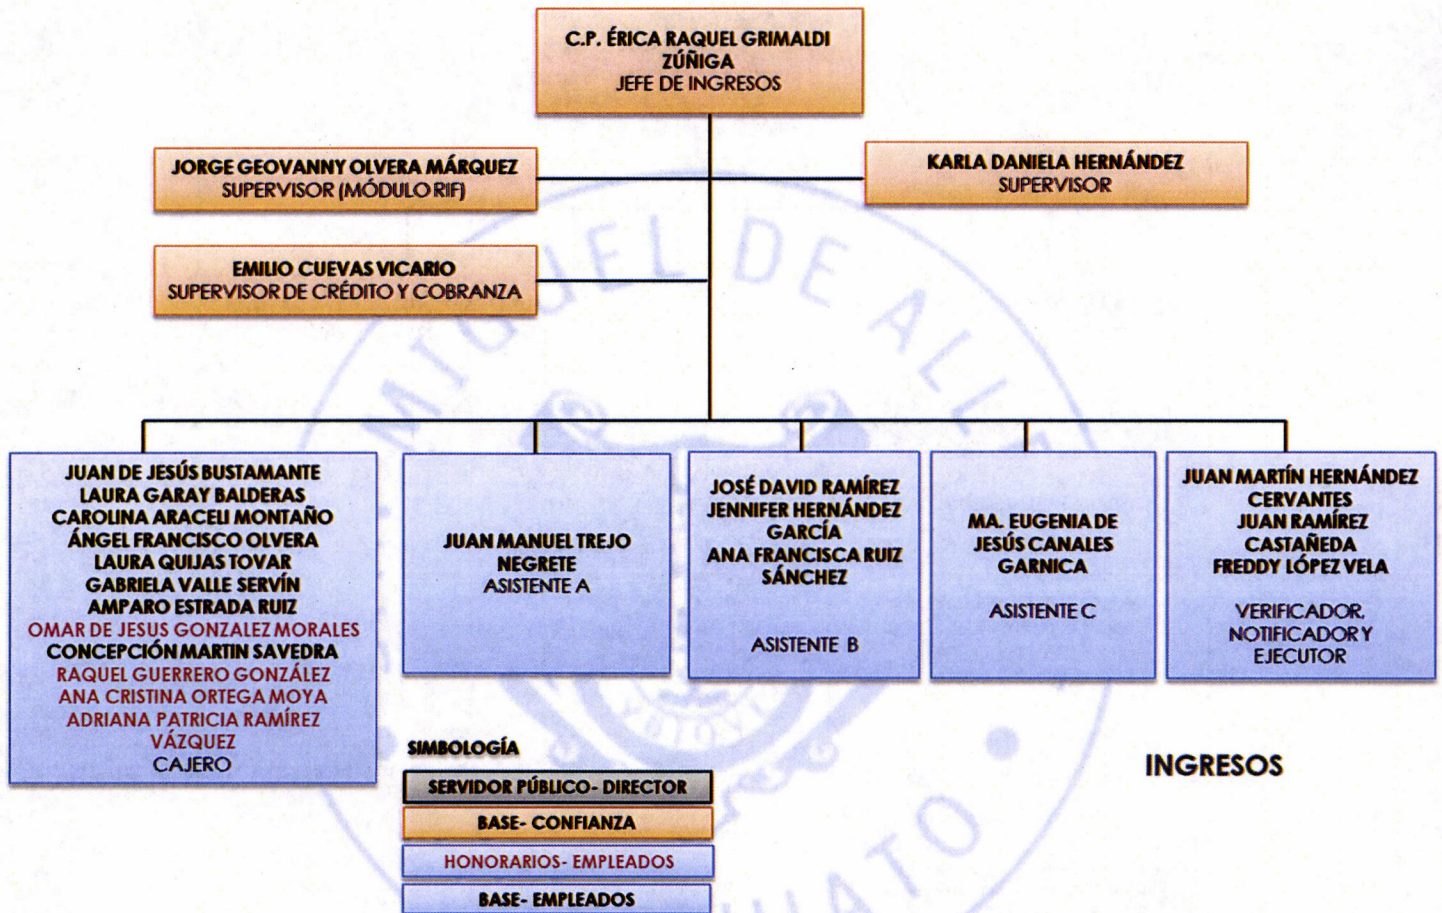 C.P. ÉRICA RAQUEL GRIMALDI
ZÚÑIGA
JEFE DE INGRESOS
JORGE GEOVANNY OLVERA MÁRQUEZ
SUPERVISOR (MÓDULO RIF)
KARLA DANIELA HERNÁNDEZ
SUPERVISOR
EMILIO CUEVAS VICARIO
SUPERVISOR DE CRÉDITO Y COBRANZA
JUAN DE JESÚS BUSTAMANTE
LAURA GARAY BALDERAS
CAROLINA ARACELI MONTAÑO
ÁNGEL FRANCISCO OLVERA
LAURA QUIJAS TOVAR
GABRIELA VALLE SERVÍN
AMPARO ESTRADA RUIZ
OMAR DE JESUS GONZALEZ MORALES
CONCEPCIÓN MARTIN SAVEDRA
RAQUEL GUERRERO GONZÁLEZ
ANA CRISTINA ORTEGA MOYA
ADRIANA PATRICIA RAMÍREZ
VÁZQUEZ
CAJERO
JUAN MANUEL TREJO
NEGRETE
ASISTENTE A
JOSÉ DAVID RAMÍREZ
JENNIFER HERNÁNDEZ
GARCÍA
ANA FRANCISCA RUIZ
SÁNCHEZ
ASISTENTE B
MA. EUGENIA DE
JESÚS CANALES
GARNICA
ASISTENTE C
JUAN MARTÍN HERNÁNDEZ
CERVANTES
JUAN RAMÍREZ
CASTAÑEDA
FREDDY LÓPEZ VELA
VERIFICADOR,
NOTIFICADOR Y
EJECUTOR
SIMBOLOGÍA
SERVIDOR PÚBLICO- DIRECTOR
BASE- CONFIANZA
HONORARIOS- EMPLEADOS
BASE- EMPLEADOS
INGRESOS
MIGUEL DE ALLE